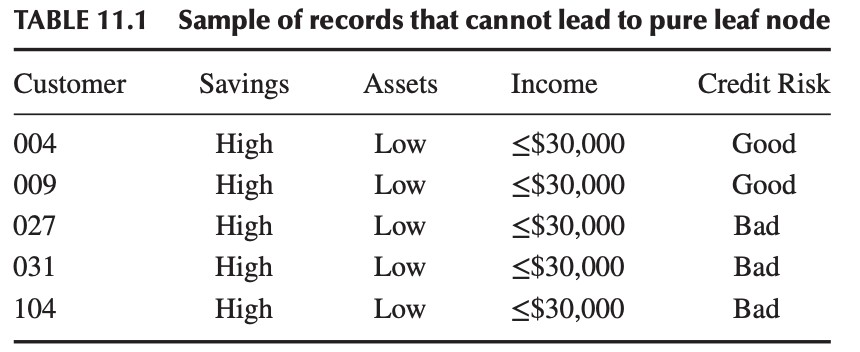 TABLE 11.1 Sample of records that cannot lead to pure leaf node
Customer Savings Assets Income Credit Risk
004 High Low ≤$30,000 Good
009 High Low ≤$30,000 Good
027 High Low ≤$30,000 Bad
031 High Low ≤$30,000 Bad
104 High Low ≤$30,000 Bad